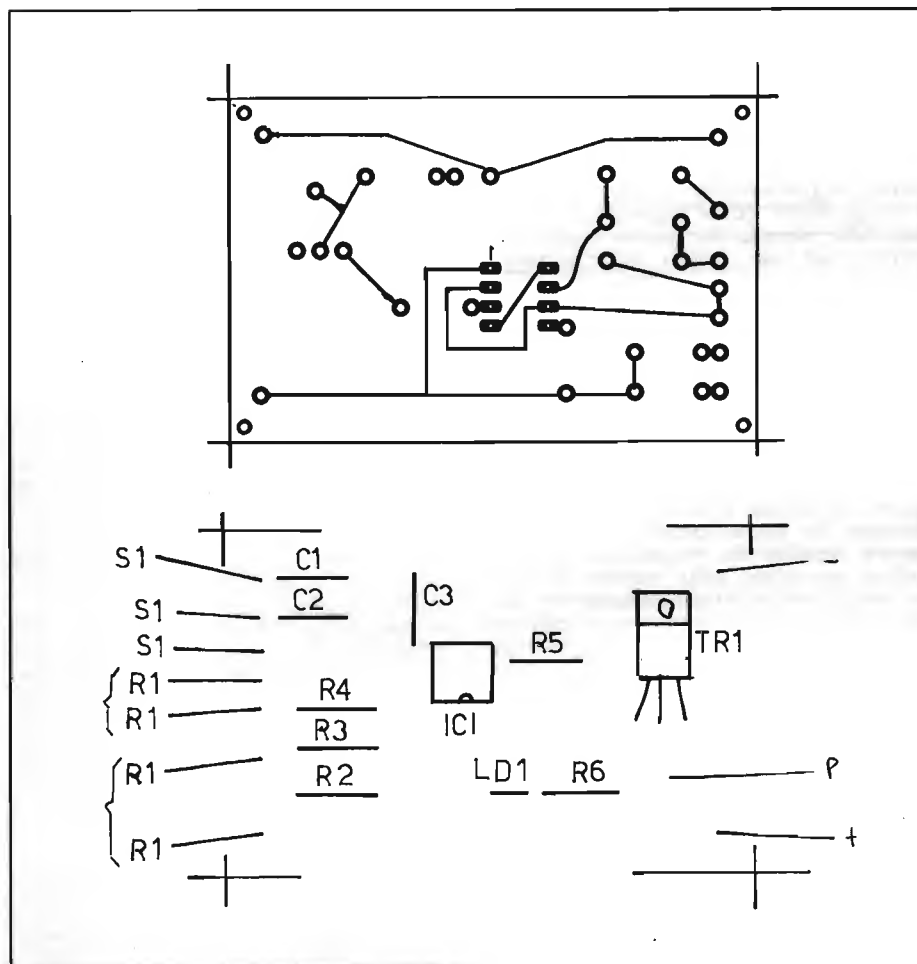 S1 C1 -
S1 C2 C3
S1 R5 TR1
R1 R4
R1 IC1
R3
R1 LD1 R6 P
R2
R1 +